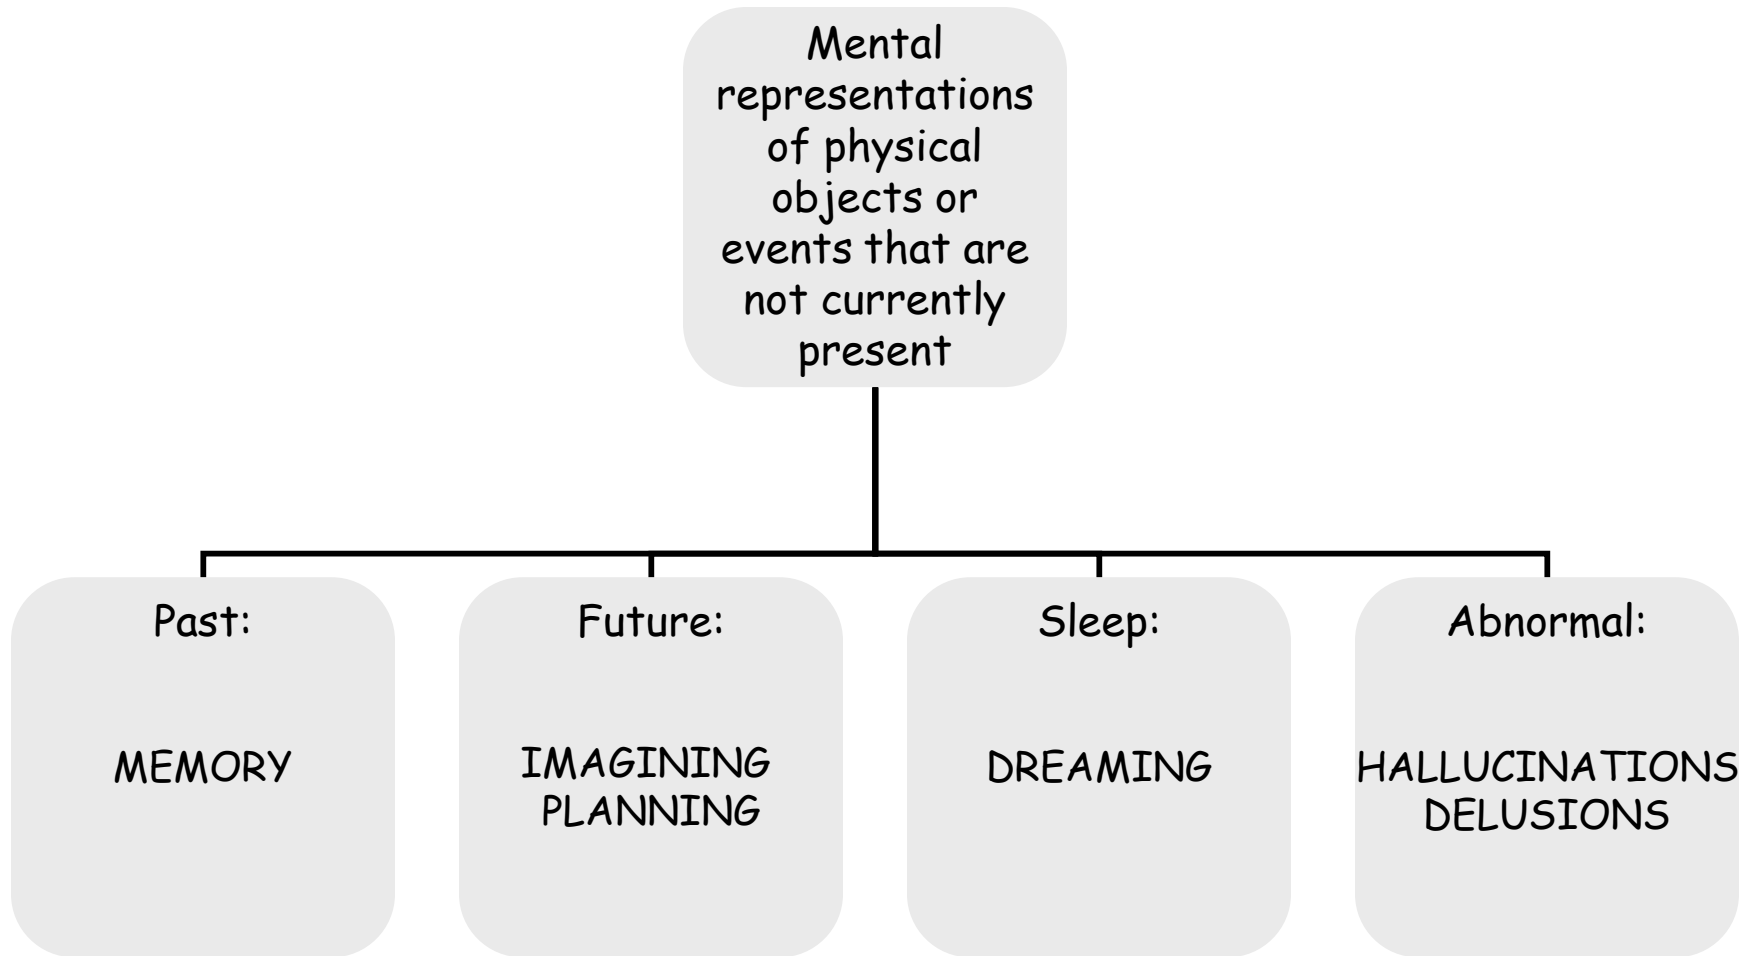 Mental
representations
of physical
objects or
events that are
not currently
present
Past:
MEMORY
Future:
IMAGINING
PLANNING
Sleep:
DREAMING
Abnormal:
HALLUCINATIONS
DELUSIONS